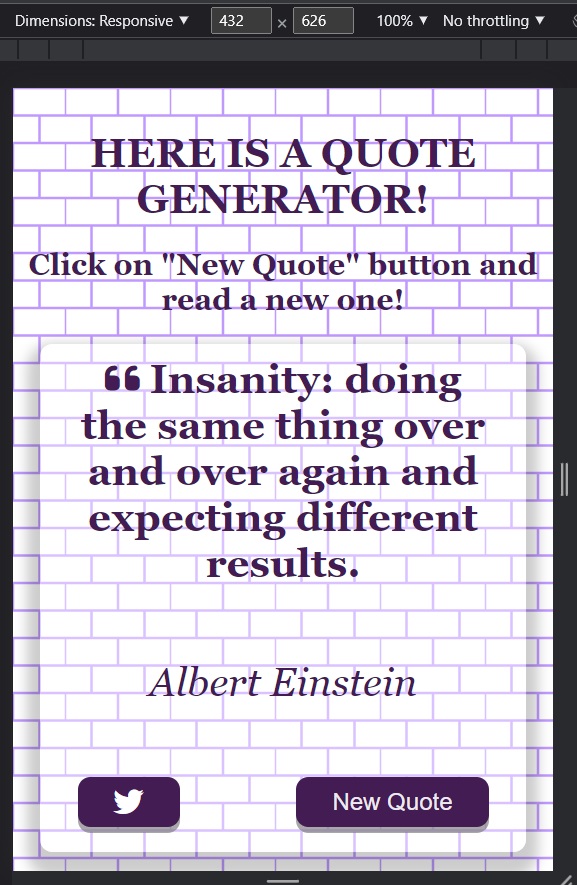 Dimensions: Responsive ▼ 432 × 626 100% ▼ No throttling ▼
HERE IS A QUOTE
GENERATOR!
Click on "New Quote" button and
read a new one!
❝ Insanity: doing
the same thing over
and over again and
expecting different
results.
Albert Einstein
New Quote